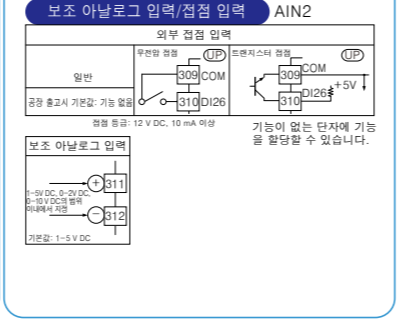 보조 아날로그 입력/접점 입력 AIN2
외부 접점 입력
무전압 접점 UP 트랜지스터 접점 UP
일반
309 COM
309 COM
+5V
공장 출고시 기본값: 기능 없음
310 DI26
310 DI26
접점 등급: 12 V DC, 10 mA 이상
기능이 없는 단자에 기능
을 할당할 수 있습니다.
보조 아날로그 입력
+ 311
1-5V DC, 0-2V DC,
0-10 V DC의 범위
이내에서 지정
- 312
기본값: 1-5 V DC